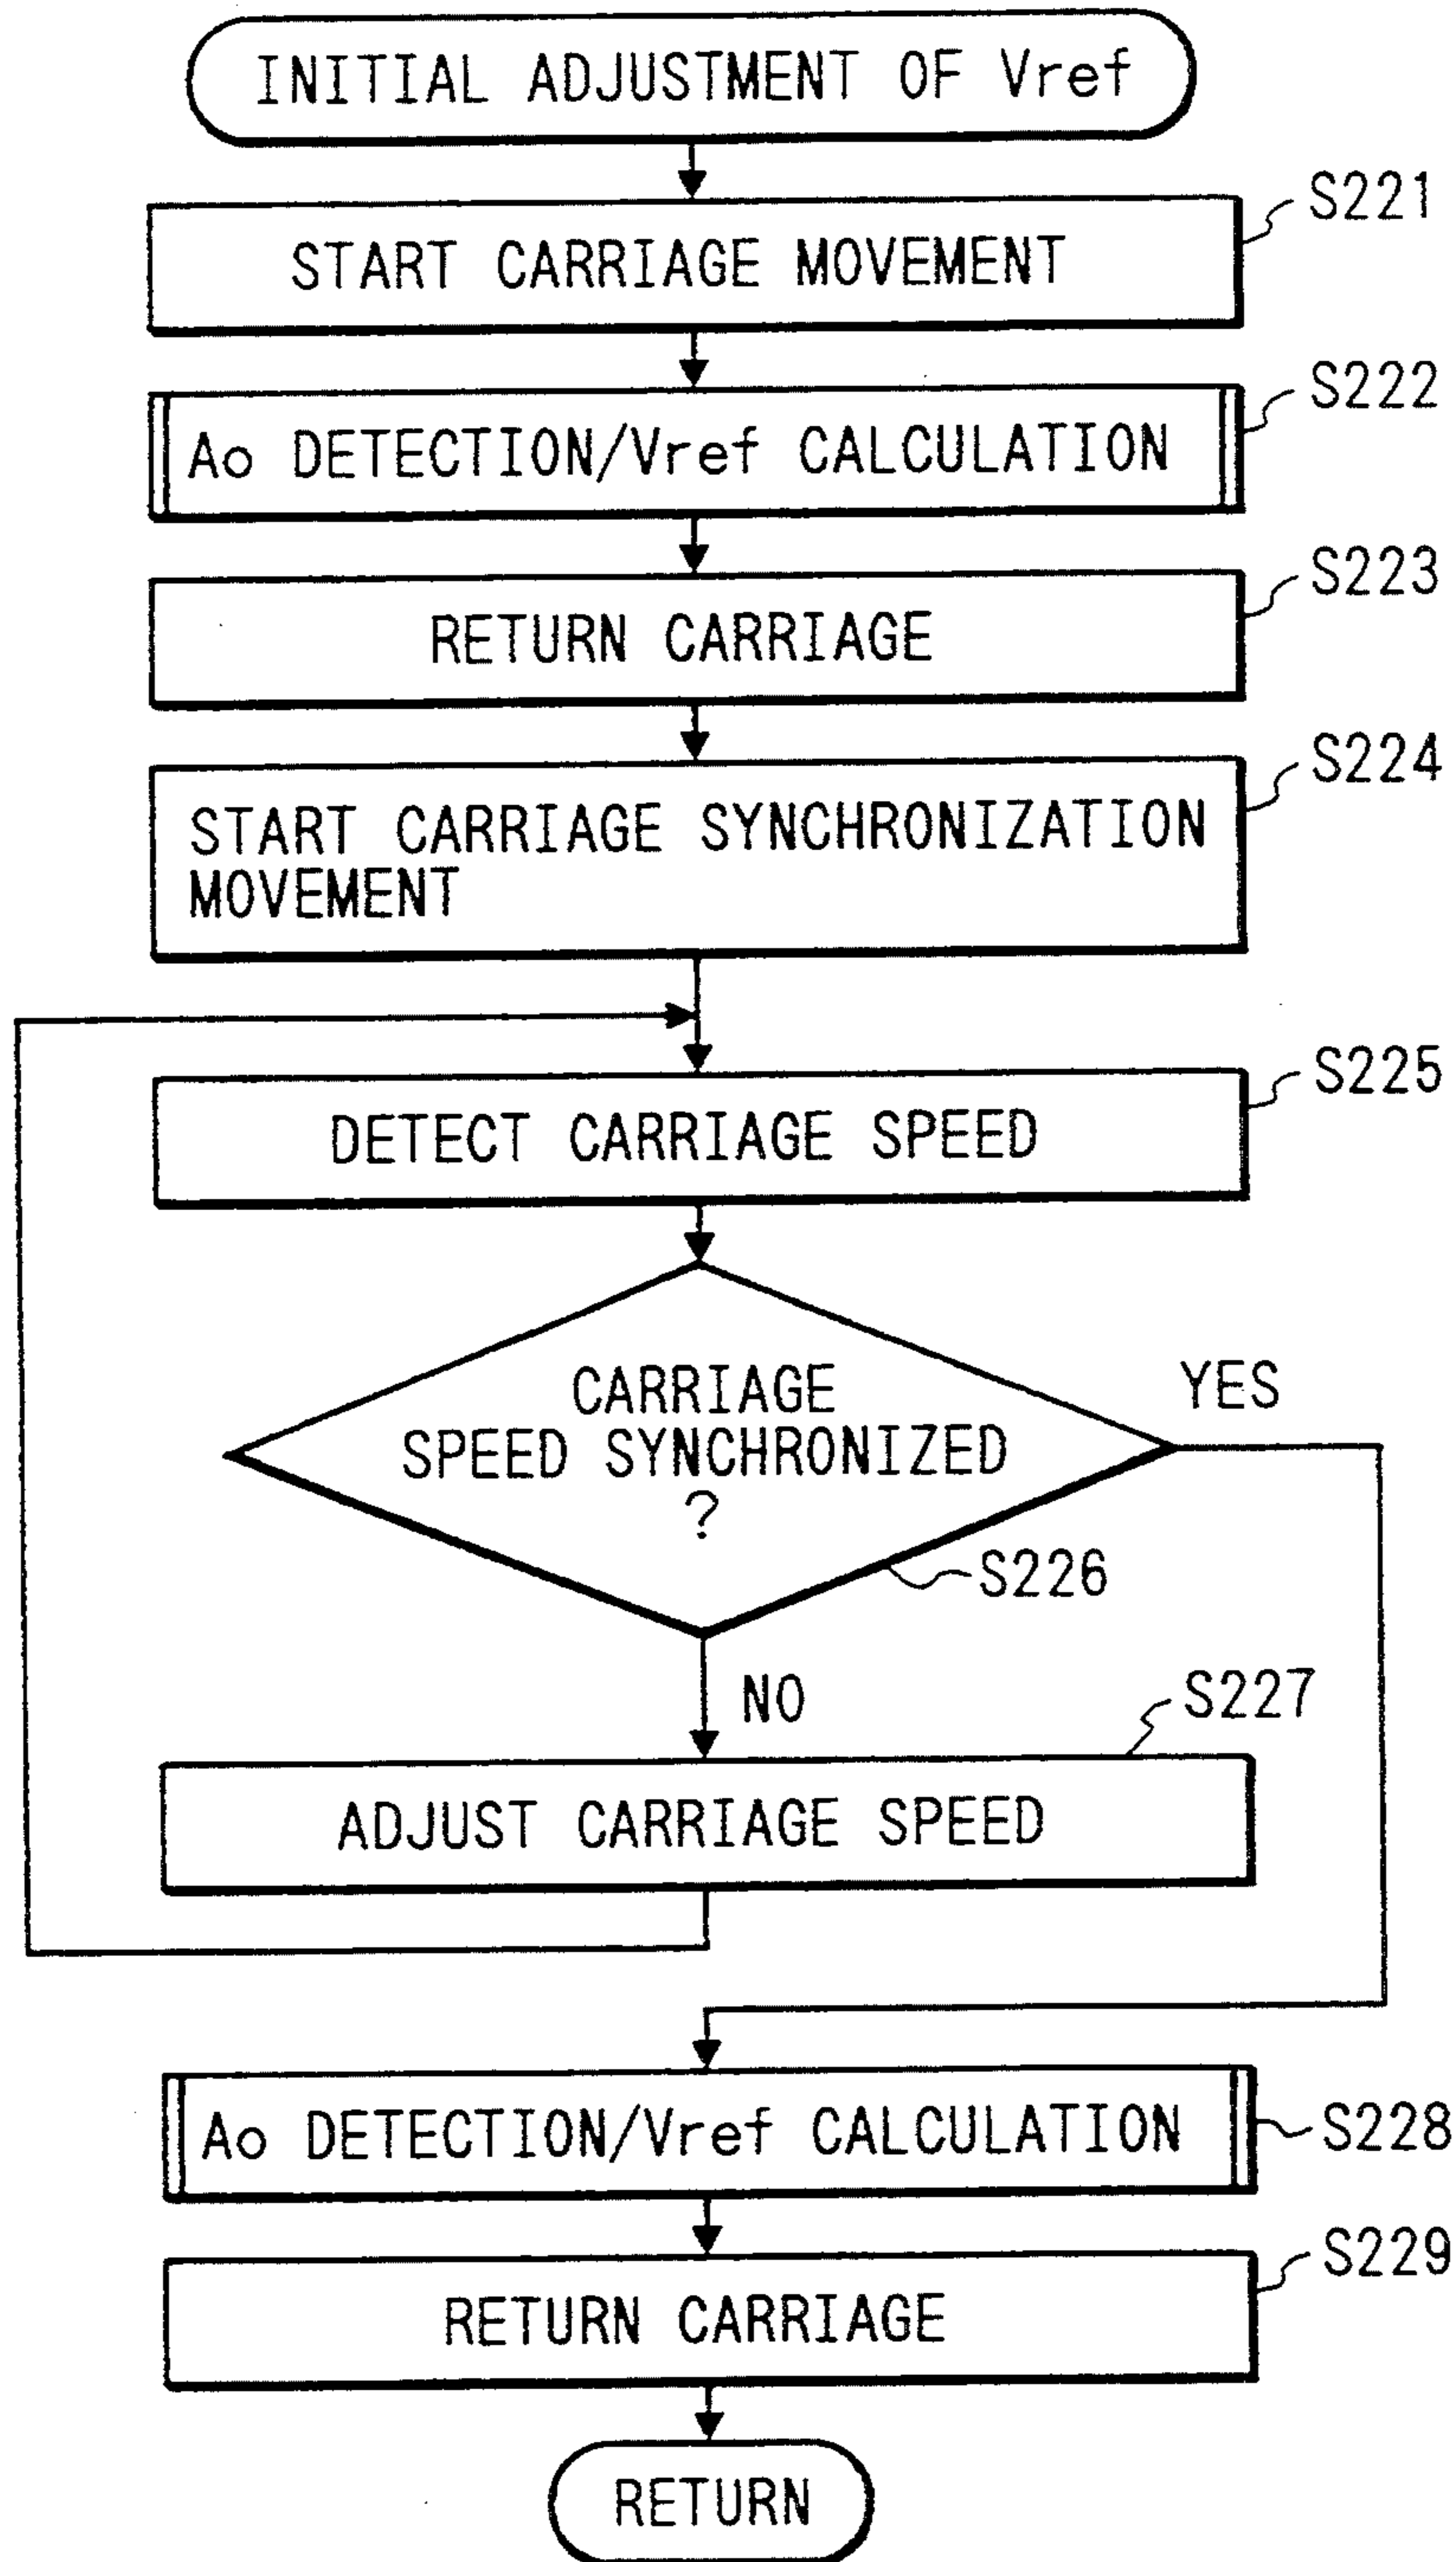 INITIAL ADJUSTMENT OF Vref
S221
START CARRIAGE MOVEMENT
S222
Ao DETECTION/Vref CALCULATION
S223
RETURN CARRIAGE
S224
START CARRIAGE SYNCHRONIZATION
MOVEMENT
S225
DETECT CARRIAGE SPEED
CARRIAGE
SPEED SYNCHRONIZED
?
YES
S226
NO
S227
ADJUST CARRIAGE SPEED
Ao DETECTION/Vref CALCULATION
S228
S229
RETURN CARRIAGE
RETURN